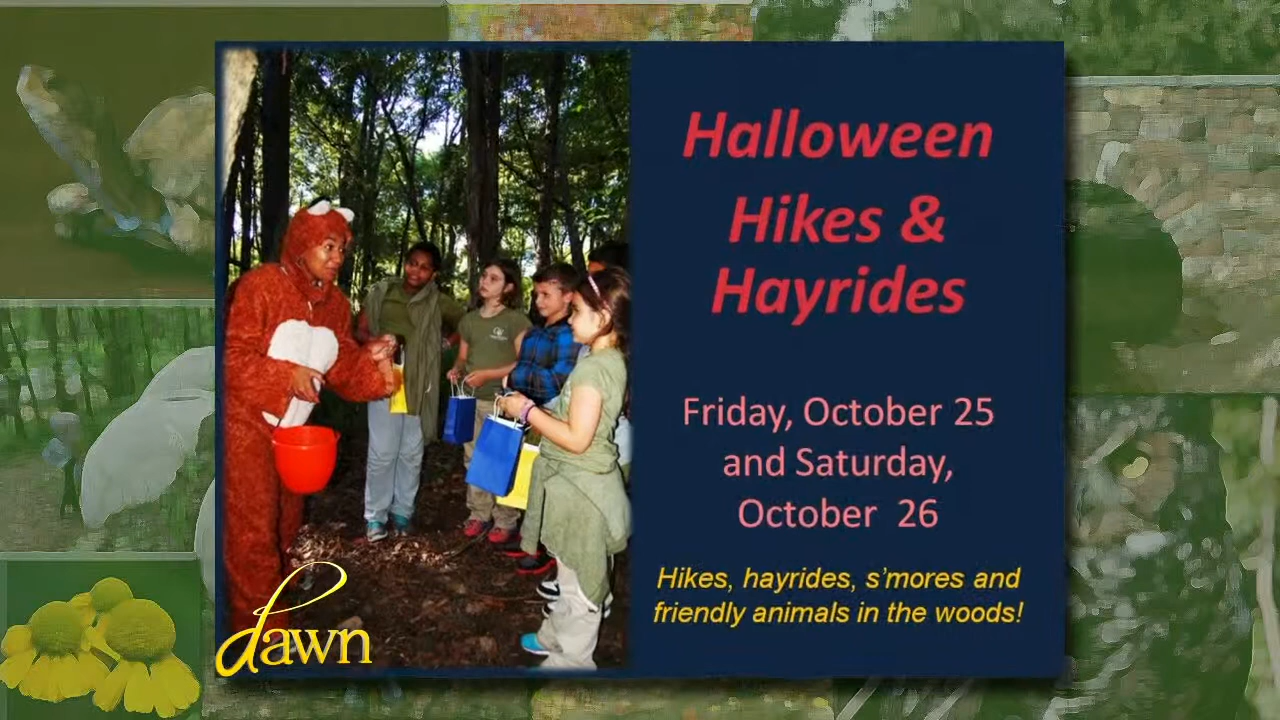 Halloween
Hikes &
Hayrides
Friday, October 25
and Saturday,
October 26
Hikes, hayrides, s'mores and
friendly animals in the woods!
dawn